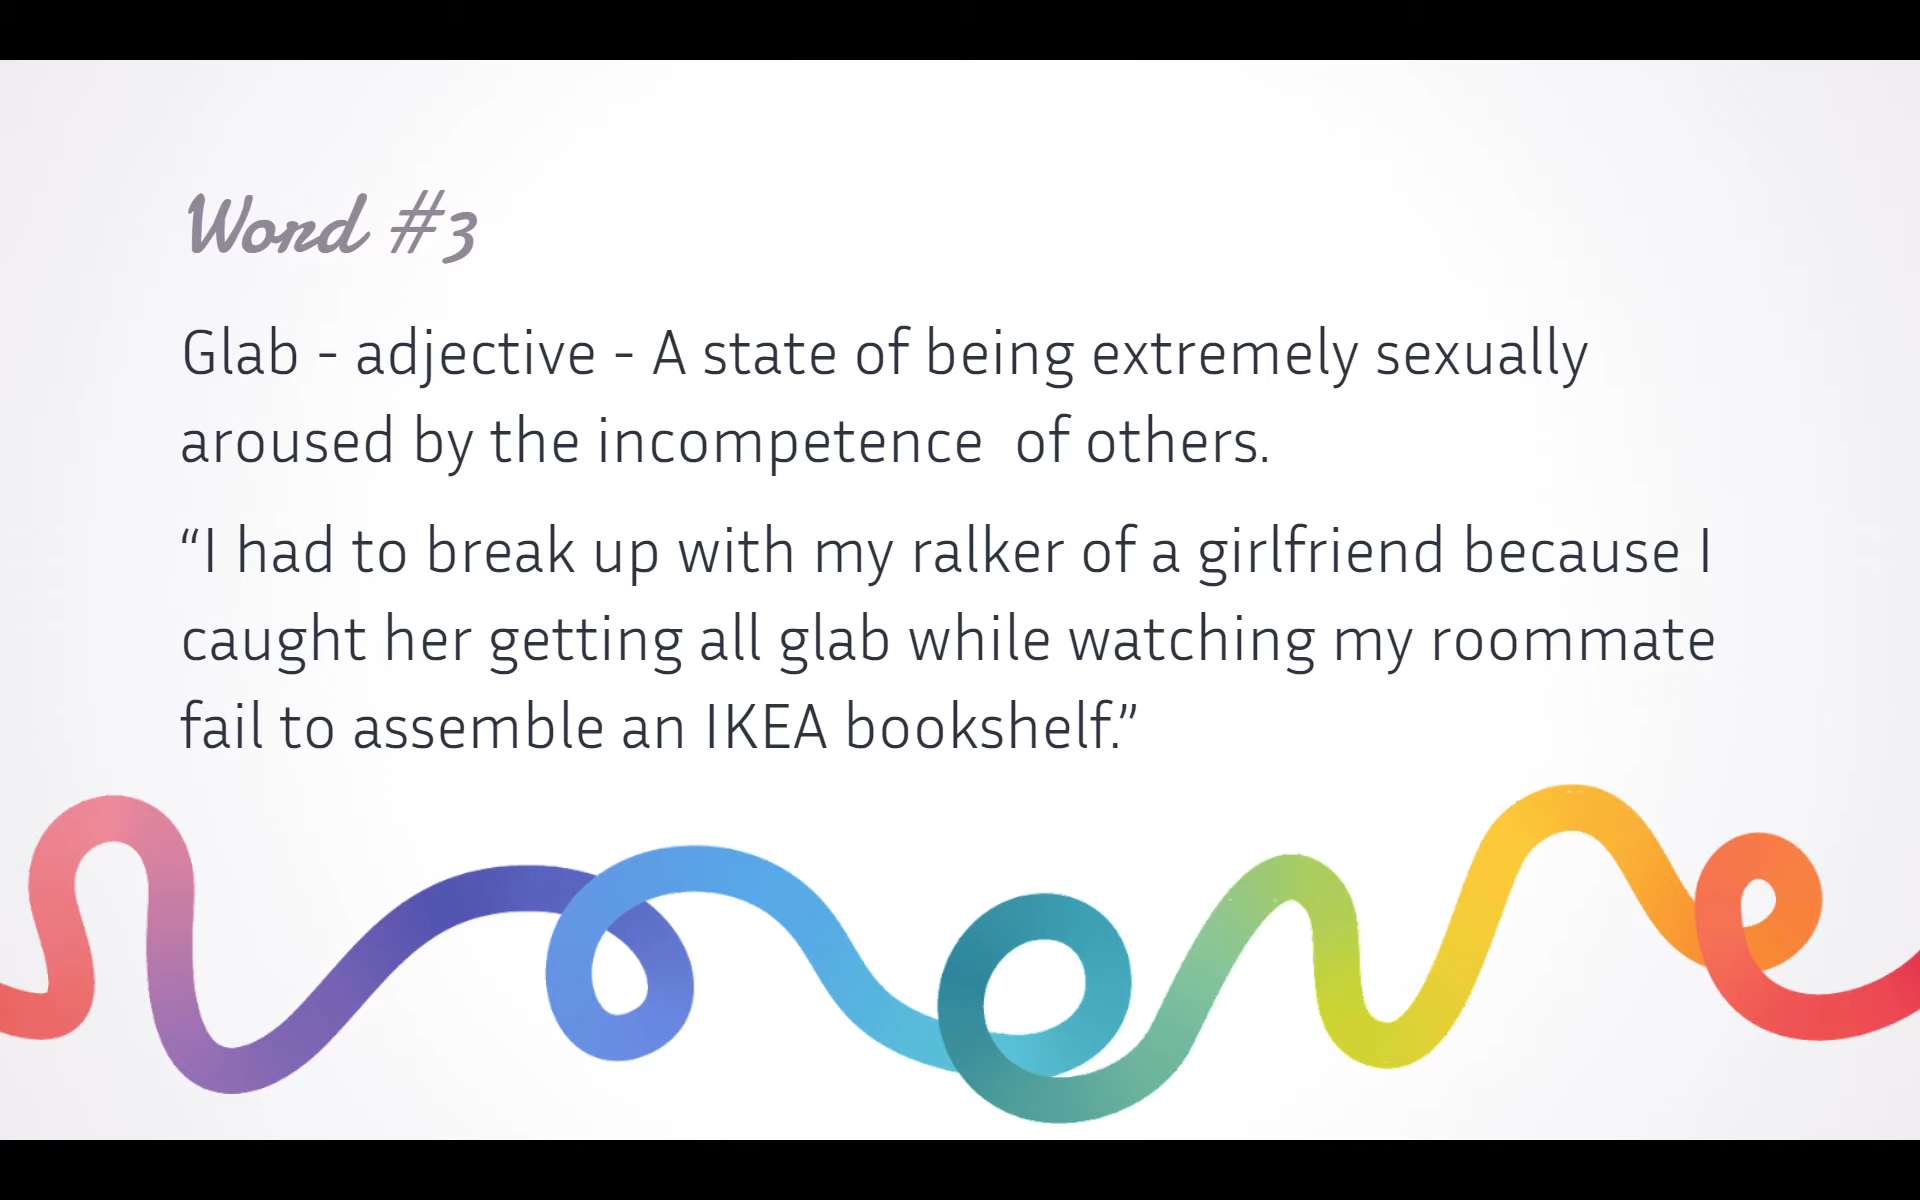 Word #3
Glab - adjective - A state of being extremely sexually
aroused by the incompetence  of others.
“I had to break up with my ralker of a girlfriend because I
caught her getting all glab while watching my roommate
fail to assemble an IKEA bookshelf.”